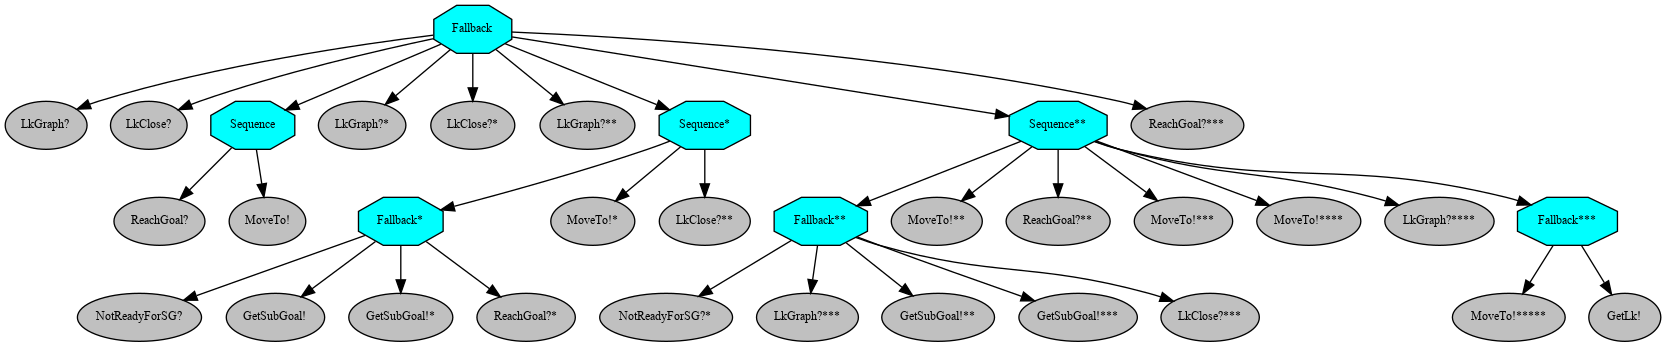 Fallback
LkGraph?
LkClose?
Sequence
LkGraph?*
LkClose?*
LkGraph?**
Sequence*
Sequence**
ReachGoal?***
ReachGoal?
MoveTo!
Fallback*
MoveTo!*
LkClose?**
Fallback**
MoveTo!**
ReachGoal?**
MoveTo!***
MoveTo!****
LkGraph?****
Fallback***
NotReadyForSG?
GetSubGoal!
GetSubGoal!*
ReachGoal?*
NotReadyForSG?*
LkGraph?***
GetSubGoal!**
GetSubGoal!***
LkClose?***
MoveTo!*****
GetLk!